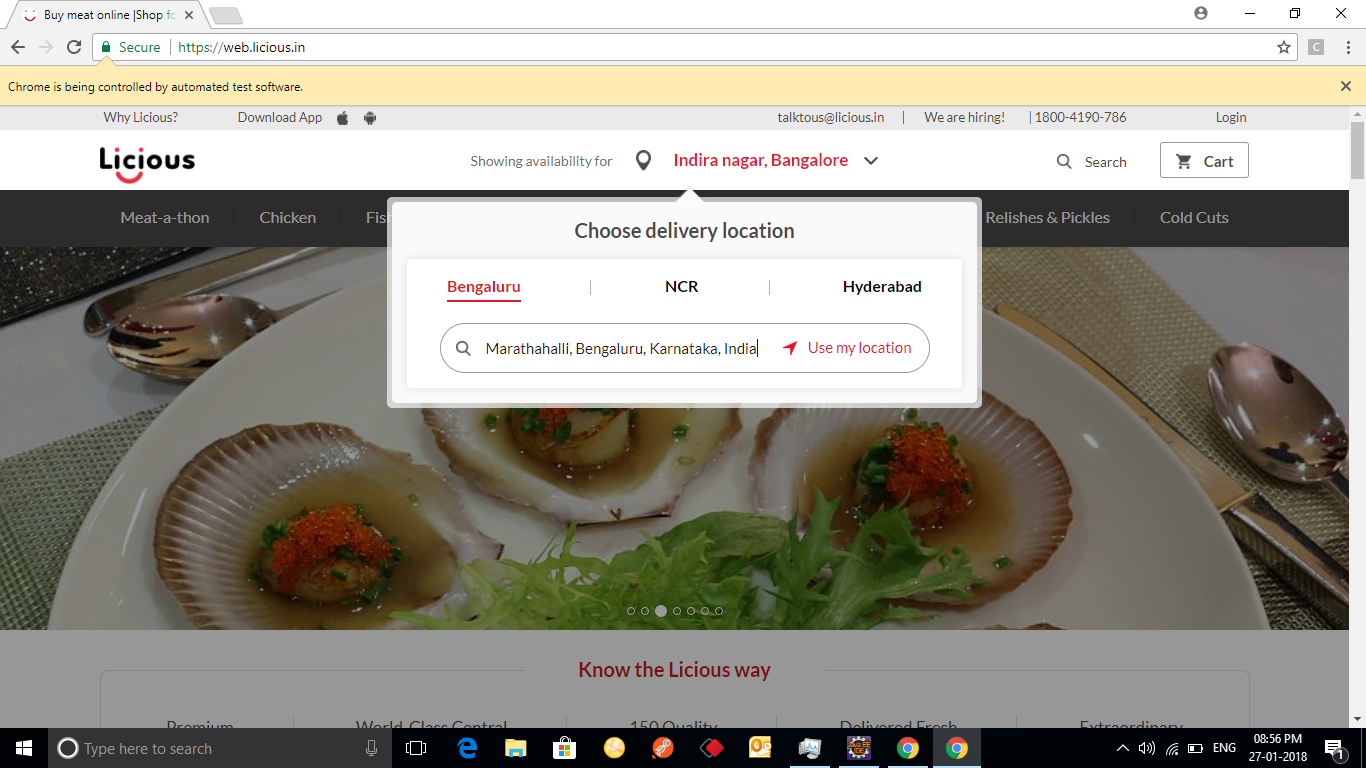 Buy meat online |Shop fo
Secure
https://web.licious.in
C
Chrome is being controlled by automated test software.
Why Licious?
Download App
talktous@licious.in
|
We are hiring!
|
1800-4190-786
Login
Licious
Showing availability for
Indira nagar, Bangalore
Search
Cart
Meat-a-thon
Chicken
Fis
Relishes & Pickles
Cold Cuts
Choose delivery location
Bengaluru
NCR
Hyderabad
Marathahalli, Bengaluru, Karnataka, India
Use my location
Know the Licious way
Premium
World-Class Central
150 Quality
Delivered Fresh
Extraordinary
Type here to search
ENG
08:56 PM
27-01-2018
1